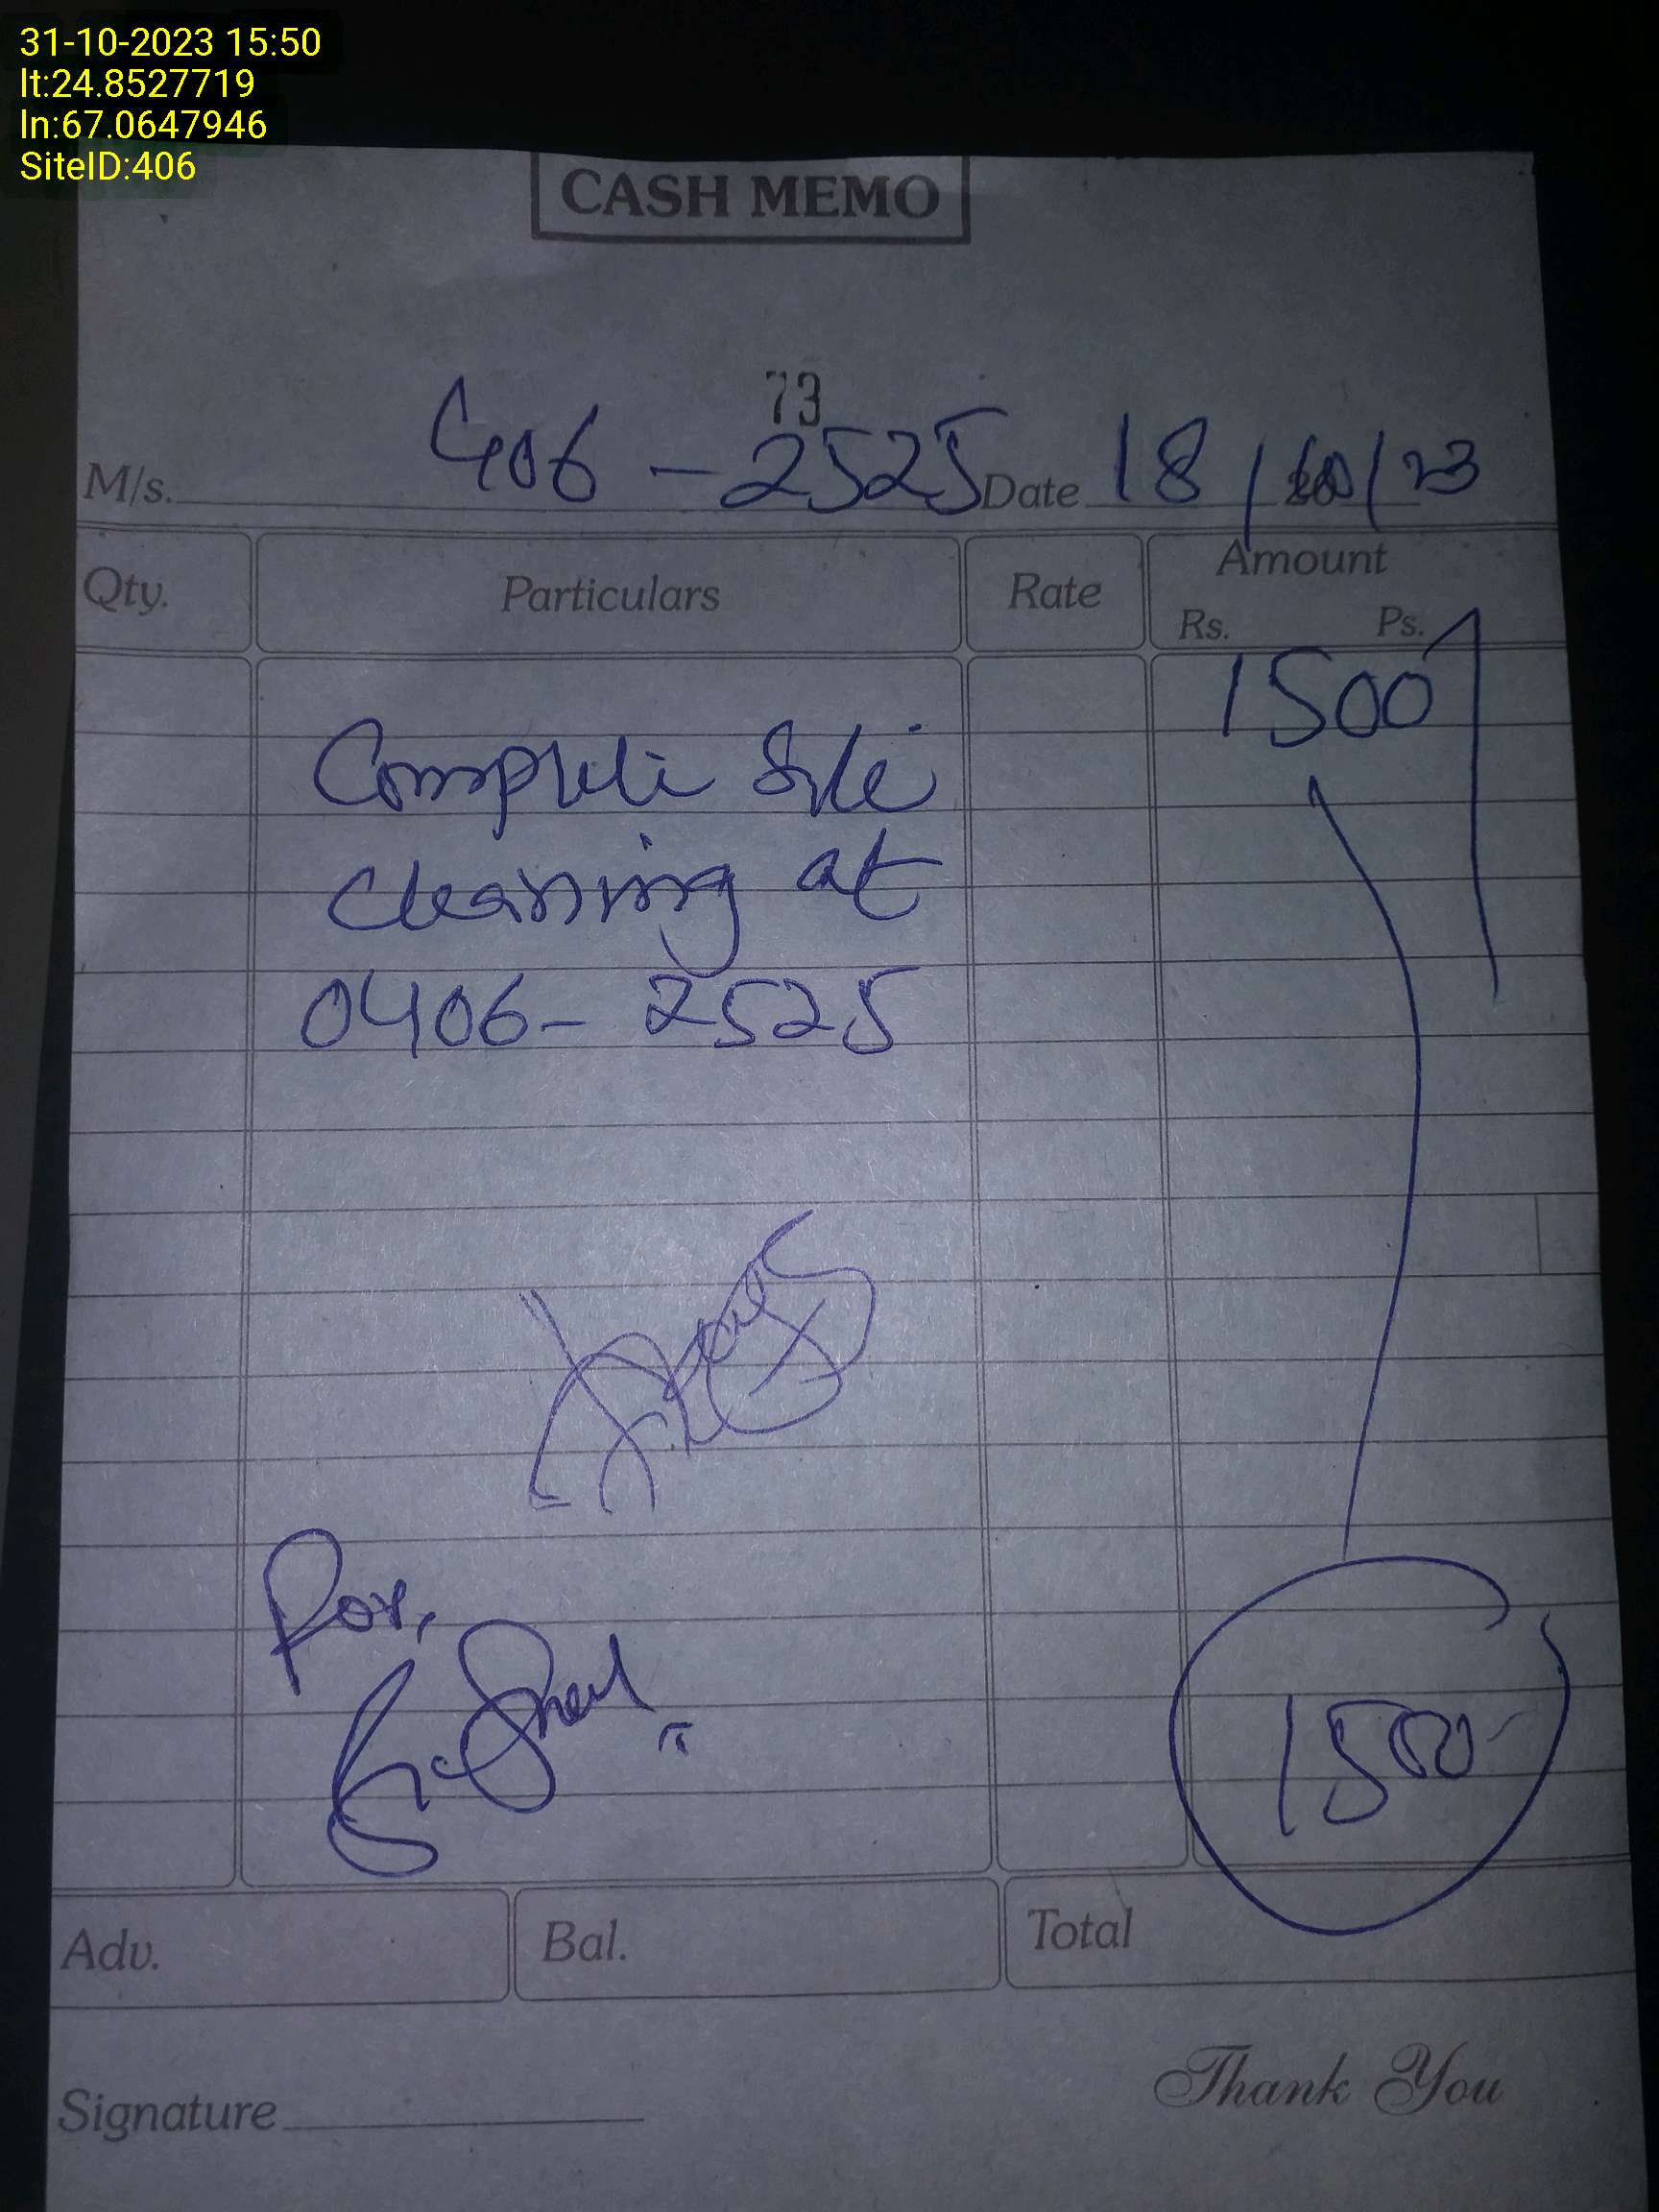 31-10-2023 15:50
lt:24.8527719
ln:67.0647946
SiteID:406
CASH MEMO
73
M/s. 406 - 2525 Date 18/10/23
Qty. Particulars Rate Amount
Rs. Ps.
1500
Complete Site
cleaning at
0406- 2525
For,
1500
Adv. Bal. Total
Thank You
Signature